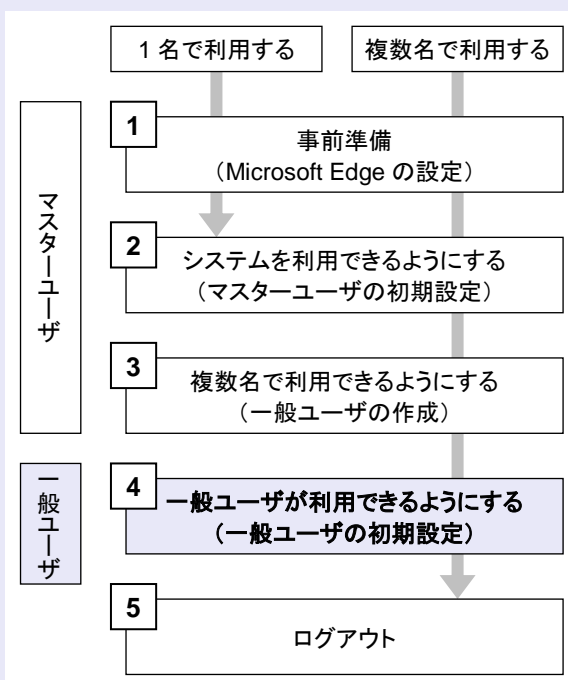 1 名で利用する
複数名で利用する
マスターユーザ
1
事前準備
（Microsoft Edge の設定）
2
システムを利用できるようにする
（マスターユーザの初期設定）
3
複数名で利用できるようにする
（一般ユーザの作成）
一般ユーザ
4
一般ユーザが利用できるようにする
（一般ユーザの初期設定）
5
ログアウト